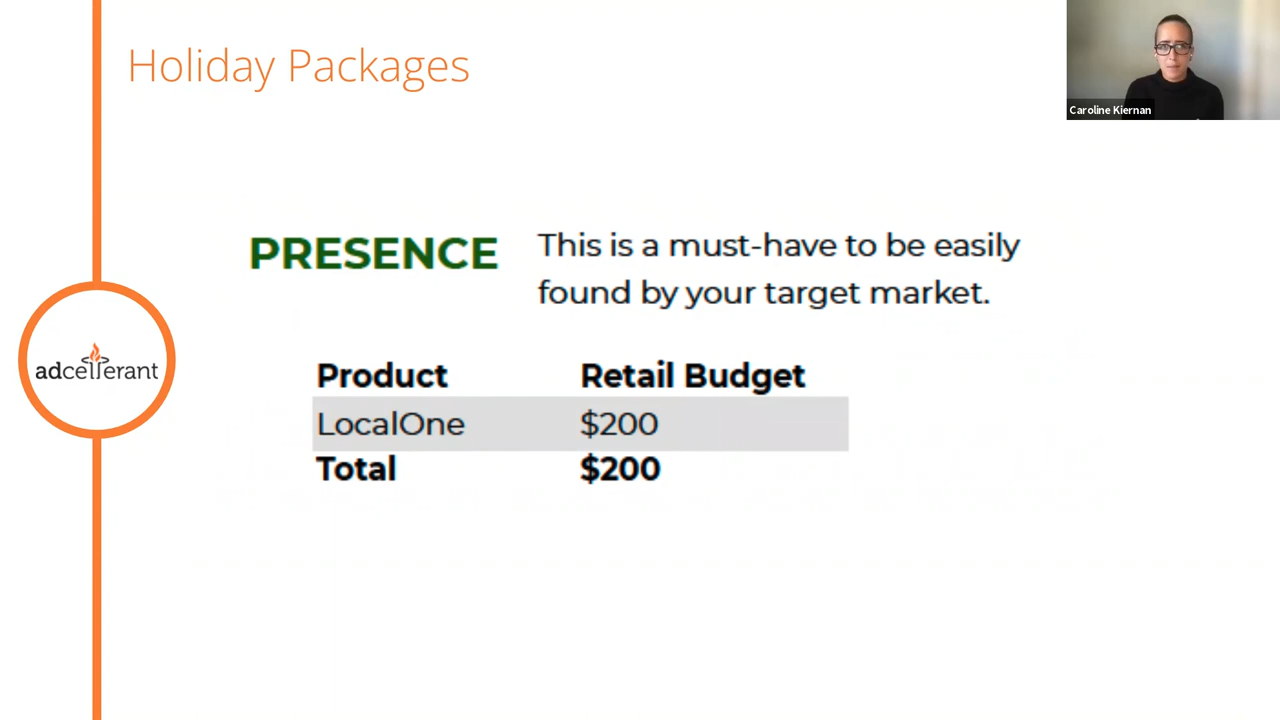 Holiday Packages
Caroline Kiernan
PRESENCE
This is a must-have to be easily
found by your target market.
adcellerant
Product Retail Budget
LocalOne $200
Total $200